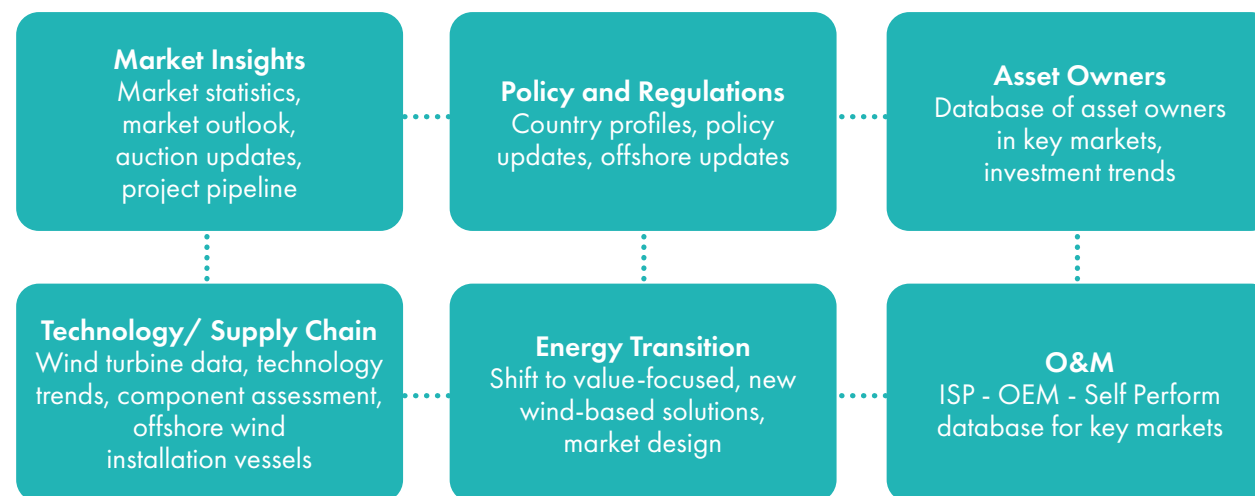 Market Insights
Market statistics,
market outlook,
auction updates,
project pipeline
Policy and Regulations
Country profiles, policy
updates, offshore updates
Asset Owners
Database of asset owners
in key markets,
investment trends
Technology/ Supply Chain
Wind turbine data, technology
trends, component assessment,
offshore wind
installation vessels
Energy Transition
Shift to value-focused, new
wind-based solutions,
market design
O&M
ISP - OEM - Self Perform
database for key markets